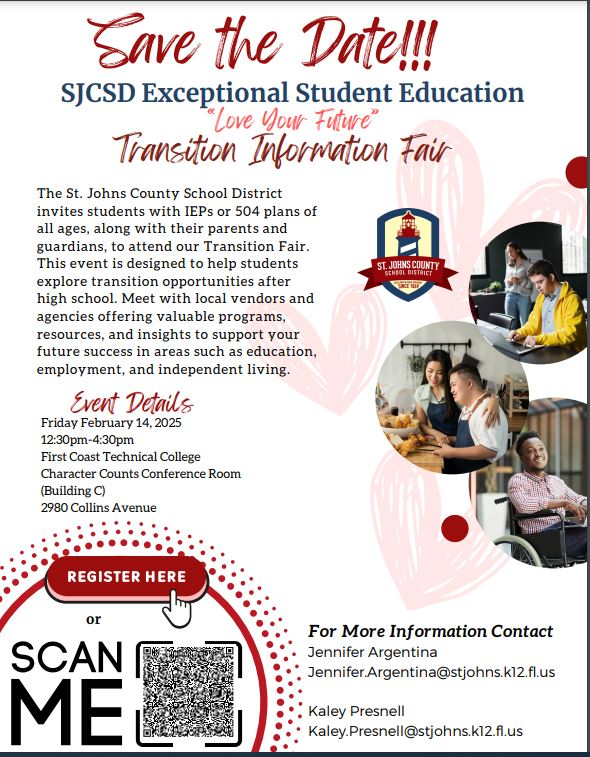 Save the Date!!!
SJCSD Exceptional Student Education
"Love Your Future"
Transition Information Fair
The St. Johns County School District
invites students with IEPs or 504 plans of
all ages, along with their parents and
guardians, to attend our Transition Fair.
This event is designed to help students
explore transition opportunities after
high school. Meet with local vendors and
agencies offering valuable programs,
resources, and insights to support your
future success in areas such as education,
employment, and independent living.
ST. JOHNS COUNTY
SCHOOL DISTRICT
SINCE 1869
Event Details
Friday February 14, 2025
12:30pm-4:30pm
First Coast Technical College
Character Counts Conference Room
(Building C)
2980 Collins Avenue
REGISTER HERE
or
SCAN
ME
For More Information Contact
Jennifer Argentina
Jennifer.Argentina@stjohns.k12.fl.us
Kaley Presnell
Kaley.Presnell@stjohns.k12.fl.us